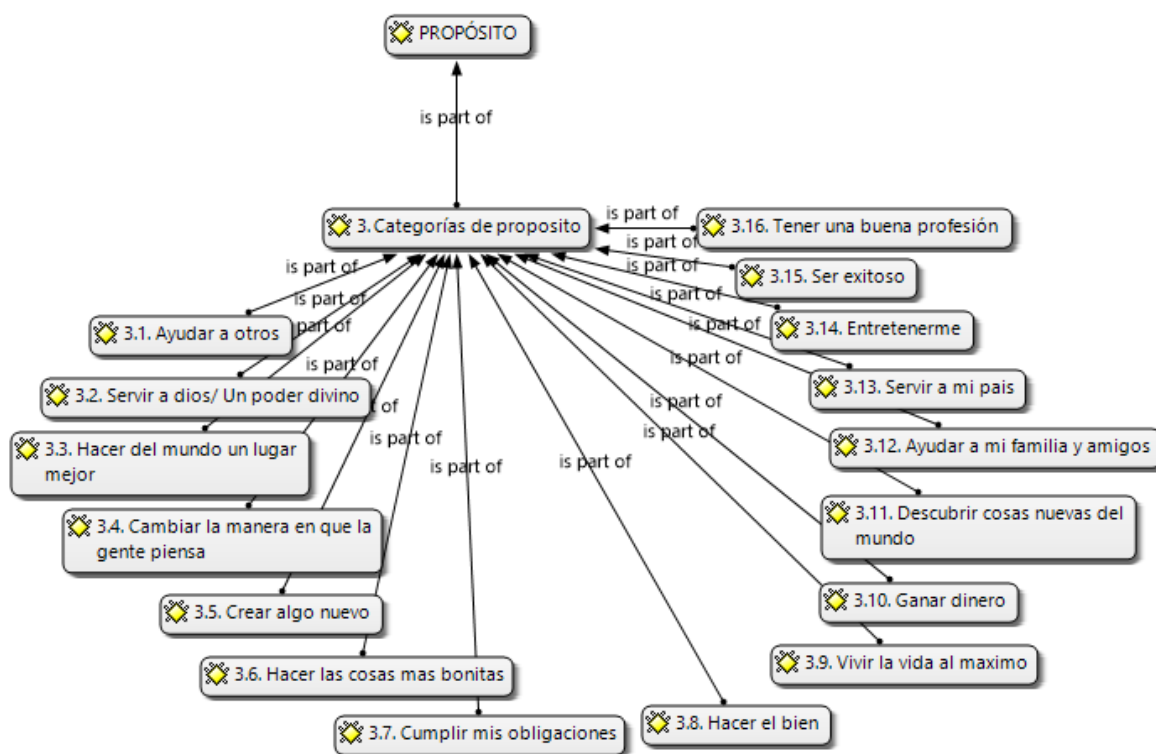 PROPÓSITO
is part of
3. Categorías de proposito
is part of
3.16. Tener una buena profesión
is part of
3.15. Ser exitoso
is part of
3.14. Entretenerme
is part of
3.13. Servir a mi pais
is part of
3.12. Ayudar a mi familia y amigos
is part of
3.11. Descubrir cosas nuevas del
mundo
is part of
3.10. Ganar dinero
is part of
3.9. Vivir la vida al maximo
is part of
3.8. Hacer el bien
is part of
3.1. Ayudar a otros
is part of
3.2. Servir a dios/ Un poder divino
part of
3.3. Hacer del mundo un lugar
mejor
is part of
3.4. Cambiar la manera en que la
gente piensa
of
3.5. Crear algo nuevo
is part of
3.6. Hacer las cosas mas bonitas
is part of
3.7. Cumplir mis obligaciones